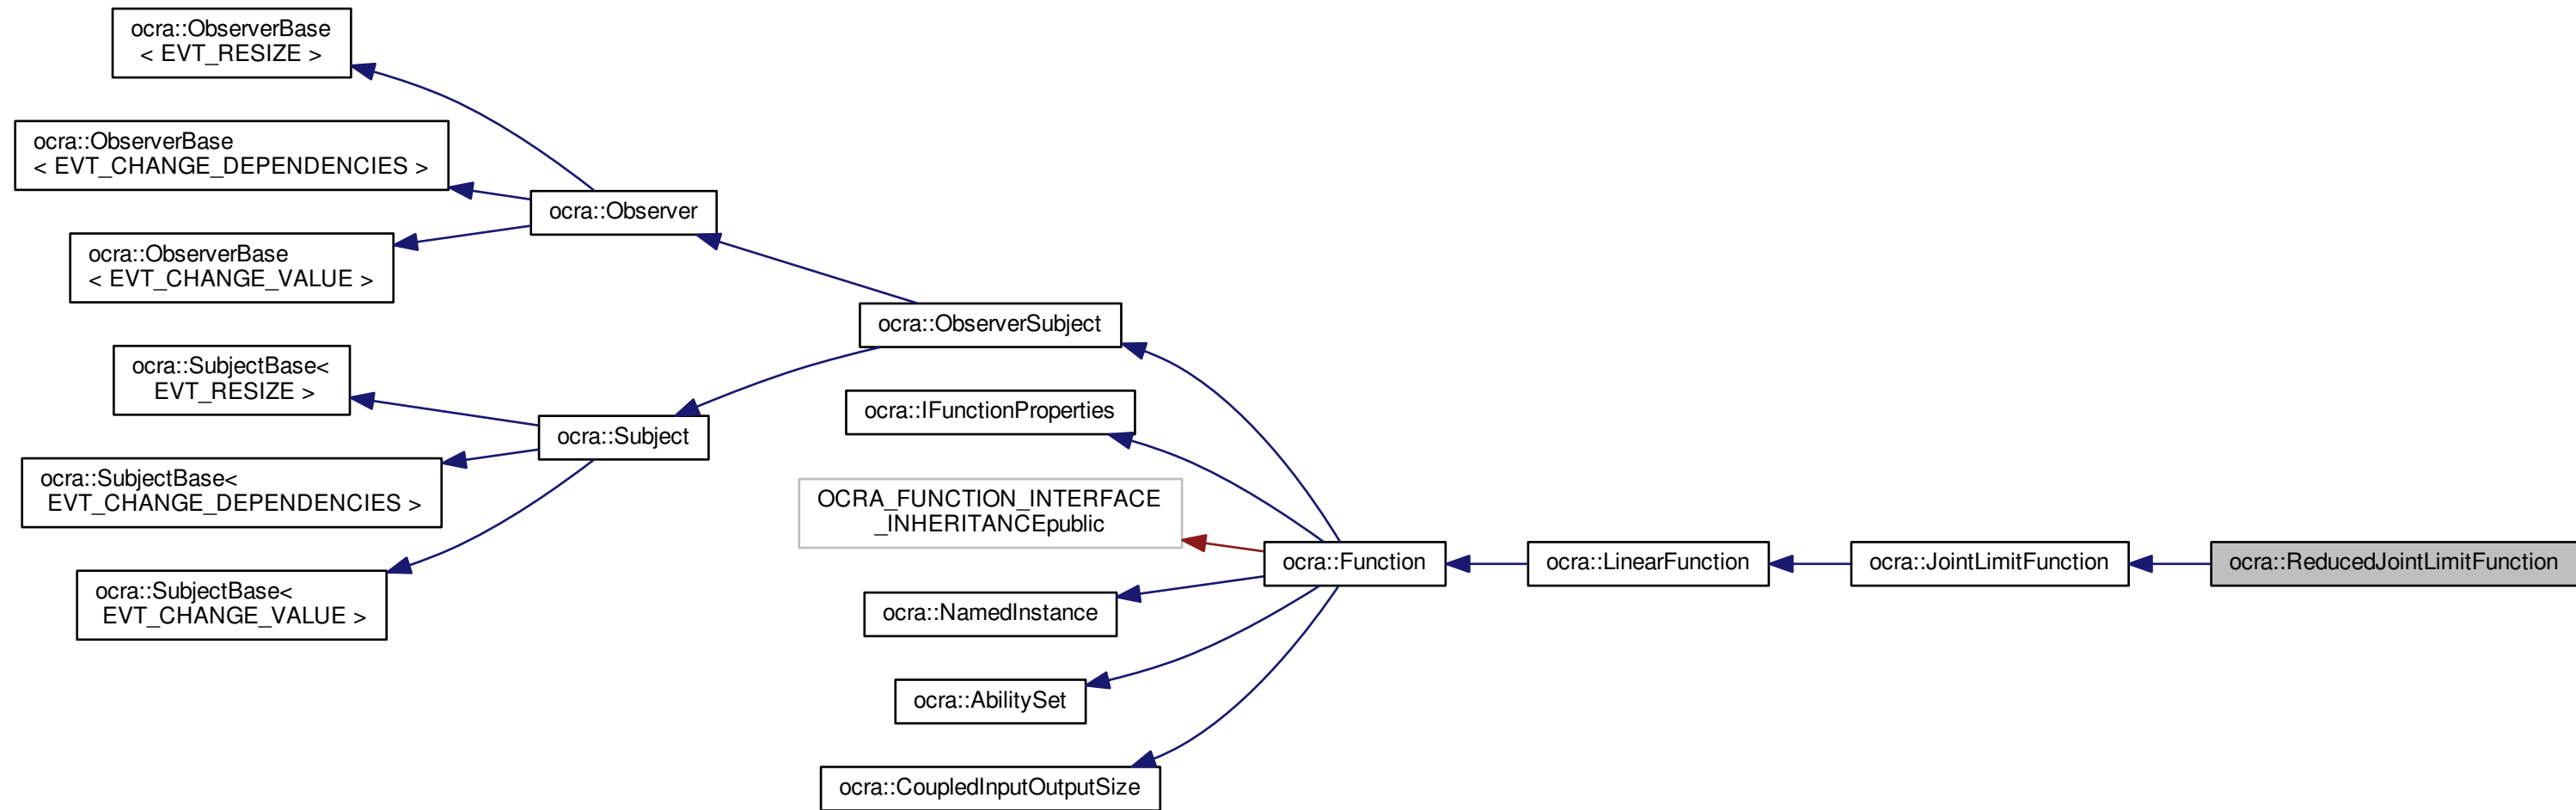 ocra::ObserverBase
< EVT_RESIZE >
ocra::ObserverBase
< EVT_CHANGE_DEPENDENCIES >
ocra::ObserverBase
< EVT_CHANGE_VALUE >
ocra::SubjectBase<
EVT_RESIZE >
ocra::SubjectBase<
EVT_CHANGE_DEPENDENCIES >
ocra::SubjectBase<
EVT_CHANGE_VALUE >
ocra::Observer
ocra::Subject
ocra::ObserverSubject
ocra::IFunctionProperties
OCRA_FUNCTION_INTERFACE
_INHERITANCEpublic
ocra::NamedInstance
ocra::AbilitySet
ocra::CoupledInputOutputSize
ocra::Function
ocra::LinearFunction
ocra::JointLimitFunction
ocra::ReducedJointLimitFunction